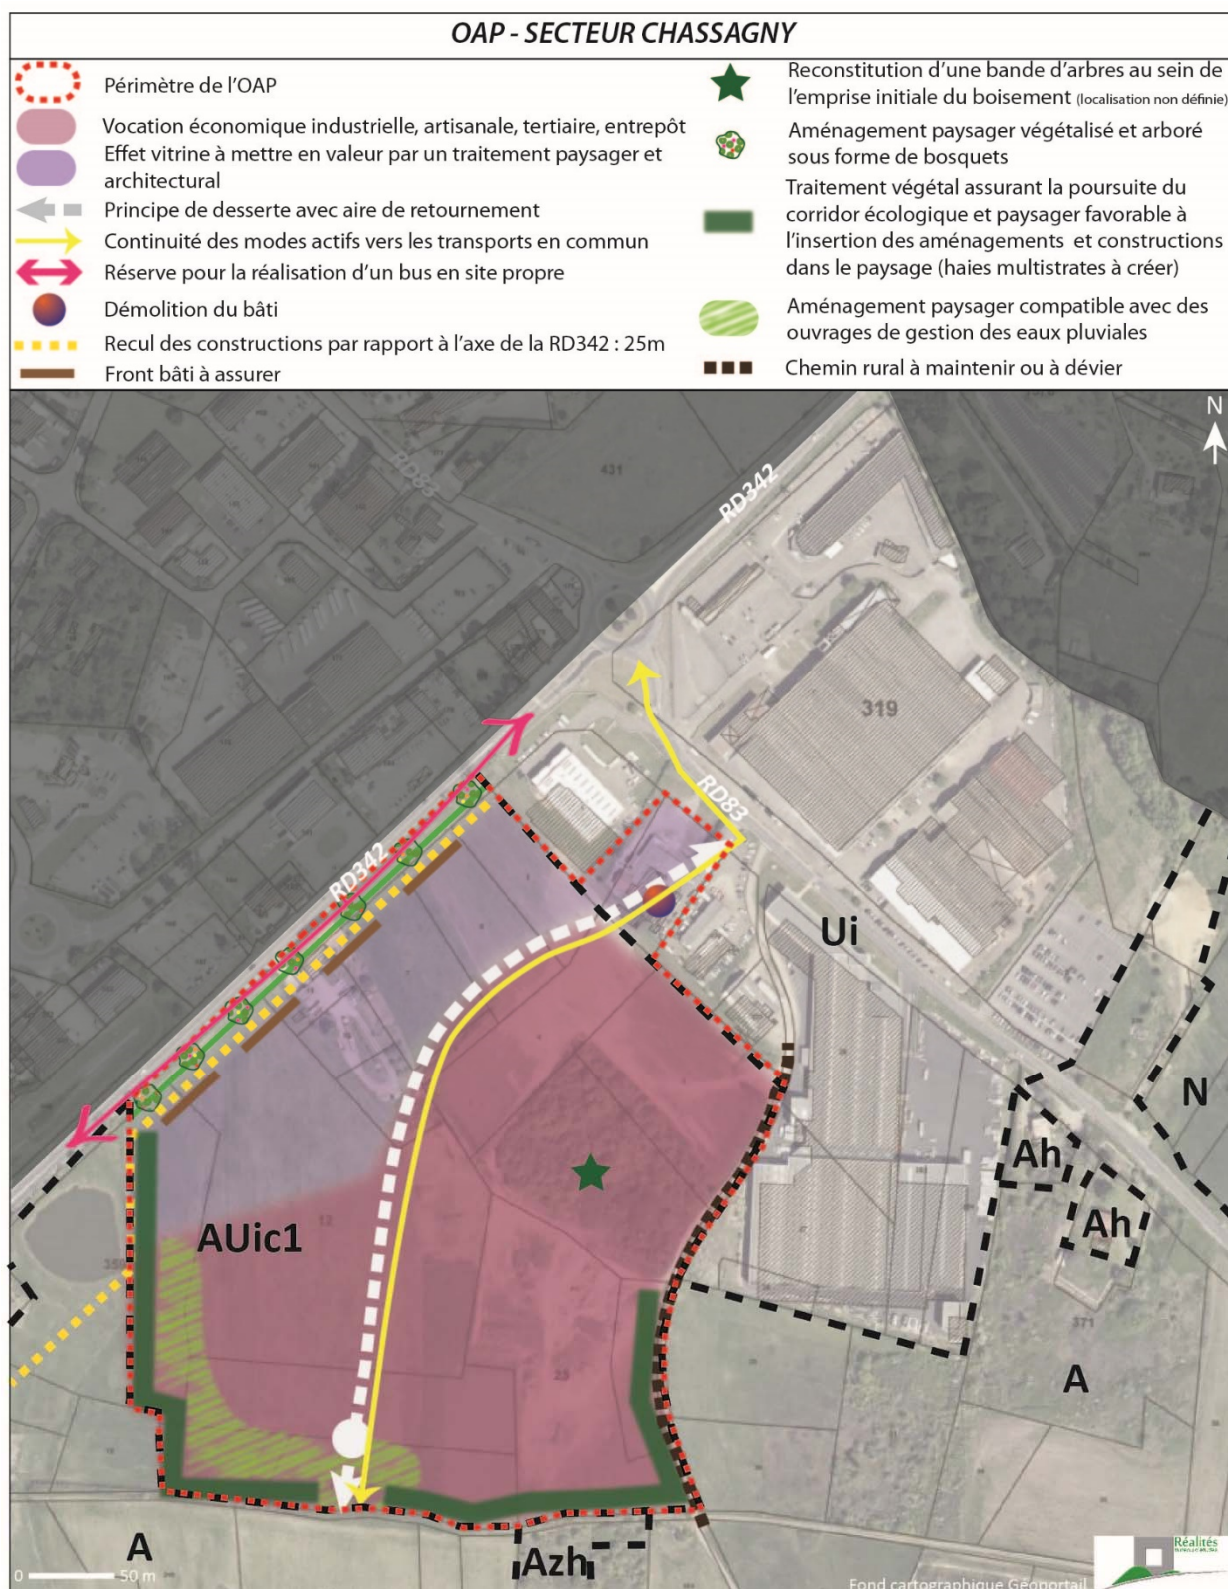 OAP - SECTEUR CHASSAGNY
Périmètre de l'OAP
Vocation économique industrielle, artisanale, tertiaire, entrepôt
Effet vitrine à mettre en valeur par un traitement paysager et
architectural
Principe de desserte avec aire de retournement
Continuité des modes actifs vers les transports en commun
Réserve pour la réalisation d'un bus en site propre
Démolition du bâti
Recul des constructions par rapport à l'axe de la RD342 : 25m
Front bâti à assurer
Reconstitution d'une bande d'arbres au sein de
l'emprise initiale du boisement (localisation non définie)
Aménagement paysager végétalisé et arboré
sous forme de bosquets
Traitement végétal assurant la poursuite du
corridor écologique et paysager favorable à
l'insertion des aménagements et constructions
dans le paysage (haies multistrates à créer)
Aménagement paysager compatible avec des
ouvrages de gestion des eaux pluviales
Chemin rural à maintenir ou à dévier
N
RD83
431
RD342
319
RD83
RD342
Ui
N
Ah
Ah
AUic1
12
359
371
A
23
A
Azh
0 50 m
Réalités
Fond cartographique Géoportail